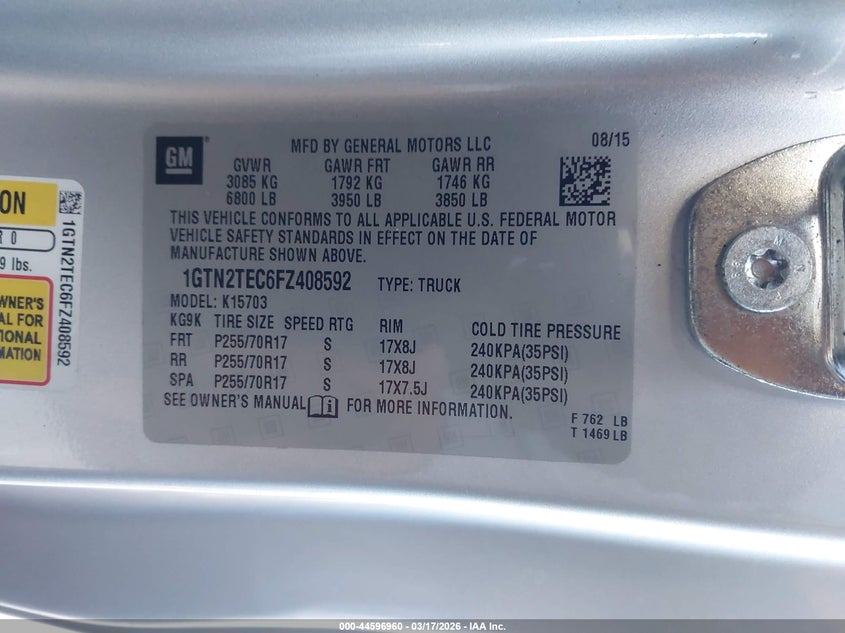 ON
R 0
9 lbs.
WNER'S
AL FOR
TIONAL
MATION
1GTN2TEC6FZ408592
GM
MFD BY GENERAL MOTORS LLC
08/15
GVWR GAWR FRT GAWR RR
3085 KG 1792 KG 1746 KG
6800 LB 3950 LB 3850 LB
THIS VEHICLE CONFORMS TO ALL APPLICABLE U.S. FEDERAL MOTOR
VEHICLE SAFETY STANDARDS IN EFFECT ON THE DATE OF
MANUFACTURE SHOWN ABOVE.
1GTN2TEC6FZ408592 TYPE: TRUCK
MODEL: K15703
KG9K TIRE SIZE SPEED RTG RIM COLD TIRE PRESSURE
FRT P255/70R17 S 17X8J 240KPA(35PSI)
RR P255/70R17 S 17X8J 240KPA(35PSI)
SPA P255/70R17 S 17X7.5J 240KPA(35PSI)
SEE OWNER'S MANUAL FOR MORE INFORMATION.
F 762 LB
T 1469 LB
000-44596960 - 03/17/2026 - IAA Inc.